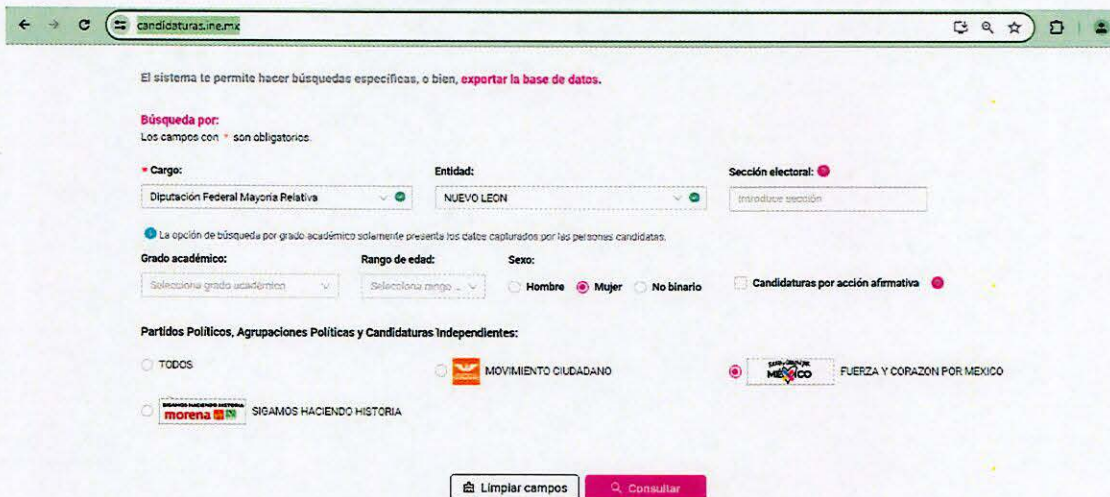 candidaturas.ine.mx
El sistema te permite hacer búsquedas específicas, o bien, exportar la base de datos.
Búsqueda por:
Los campos con * son obligatorios.
* Cargo: Entidad: Sección electoral:
Diputación Federal Mayoría Relativa NUEVO LEON Introduce sección
La opción de búsqueda por grado académico solamente presenta los datos capturados por las personas candidatas.
Grado académico: Rango de edad: Sexo:
Selecciona grado académico Selecciona rango .. Hombre Mujer No binario Candidaturas por acción afirmativa
Partidos Políticos, Agrupaciones Políticas y Candidaturas Independientes:
TODOS MOVIMIENTO CIUDADANO MÉXICO FUERZA Y CORAZON POR MEXICO
SIGAMOS HACIENDO HISTORIA
morena SIGAMOS HACIENDO HISTORIA
Limpiar campos Consultar